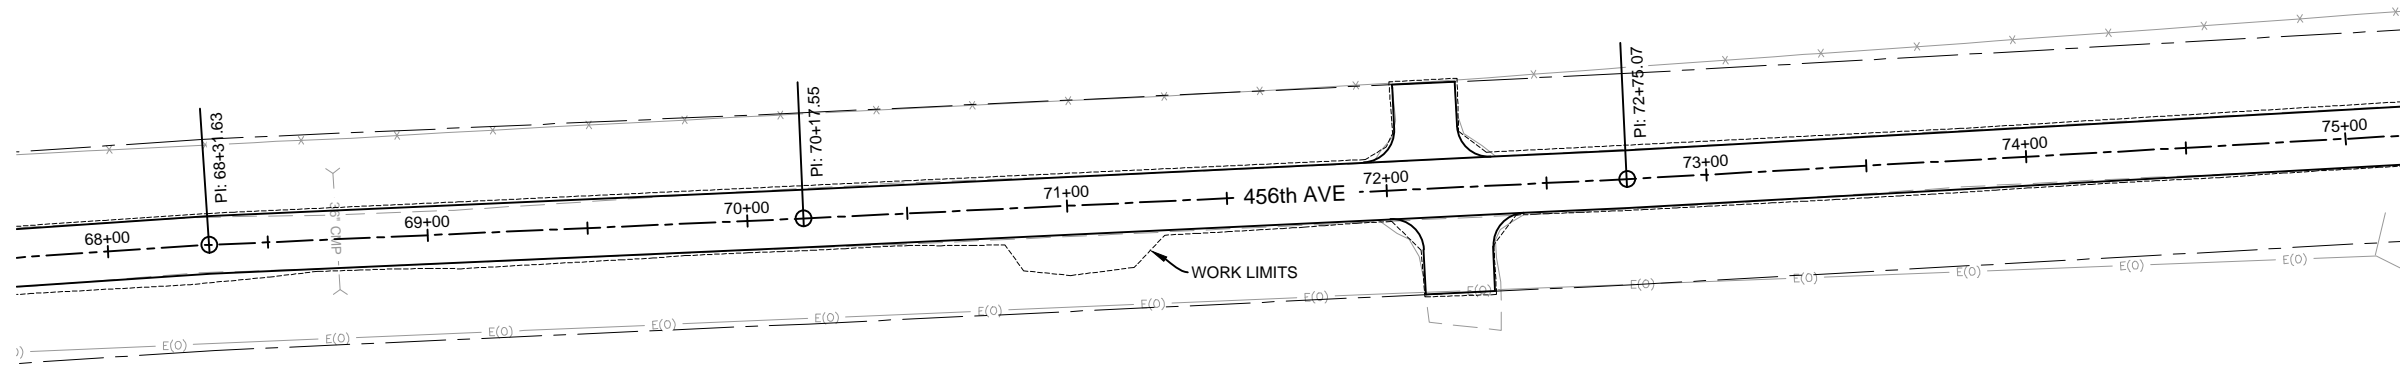 PI: 68+31.63
PI: 70+17.55
PI: 72+75.07
68+00
69+00
70+00
71+00
456th AVE
72+00
73+00
74+00
75+00
36" CMP
WORK LIMITS
E(O)
E(O)
E(O)
E(O)
E(O)
E(O)
E(O)
E(O)
E(O)
E(O)
E(O)
E(O)
E(O)
E(O)